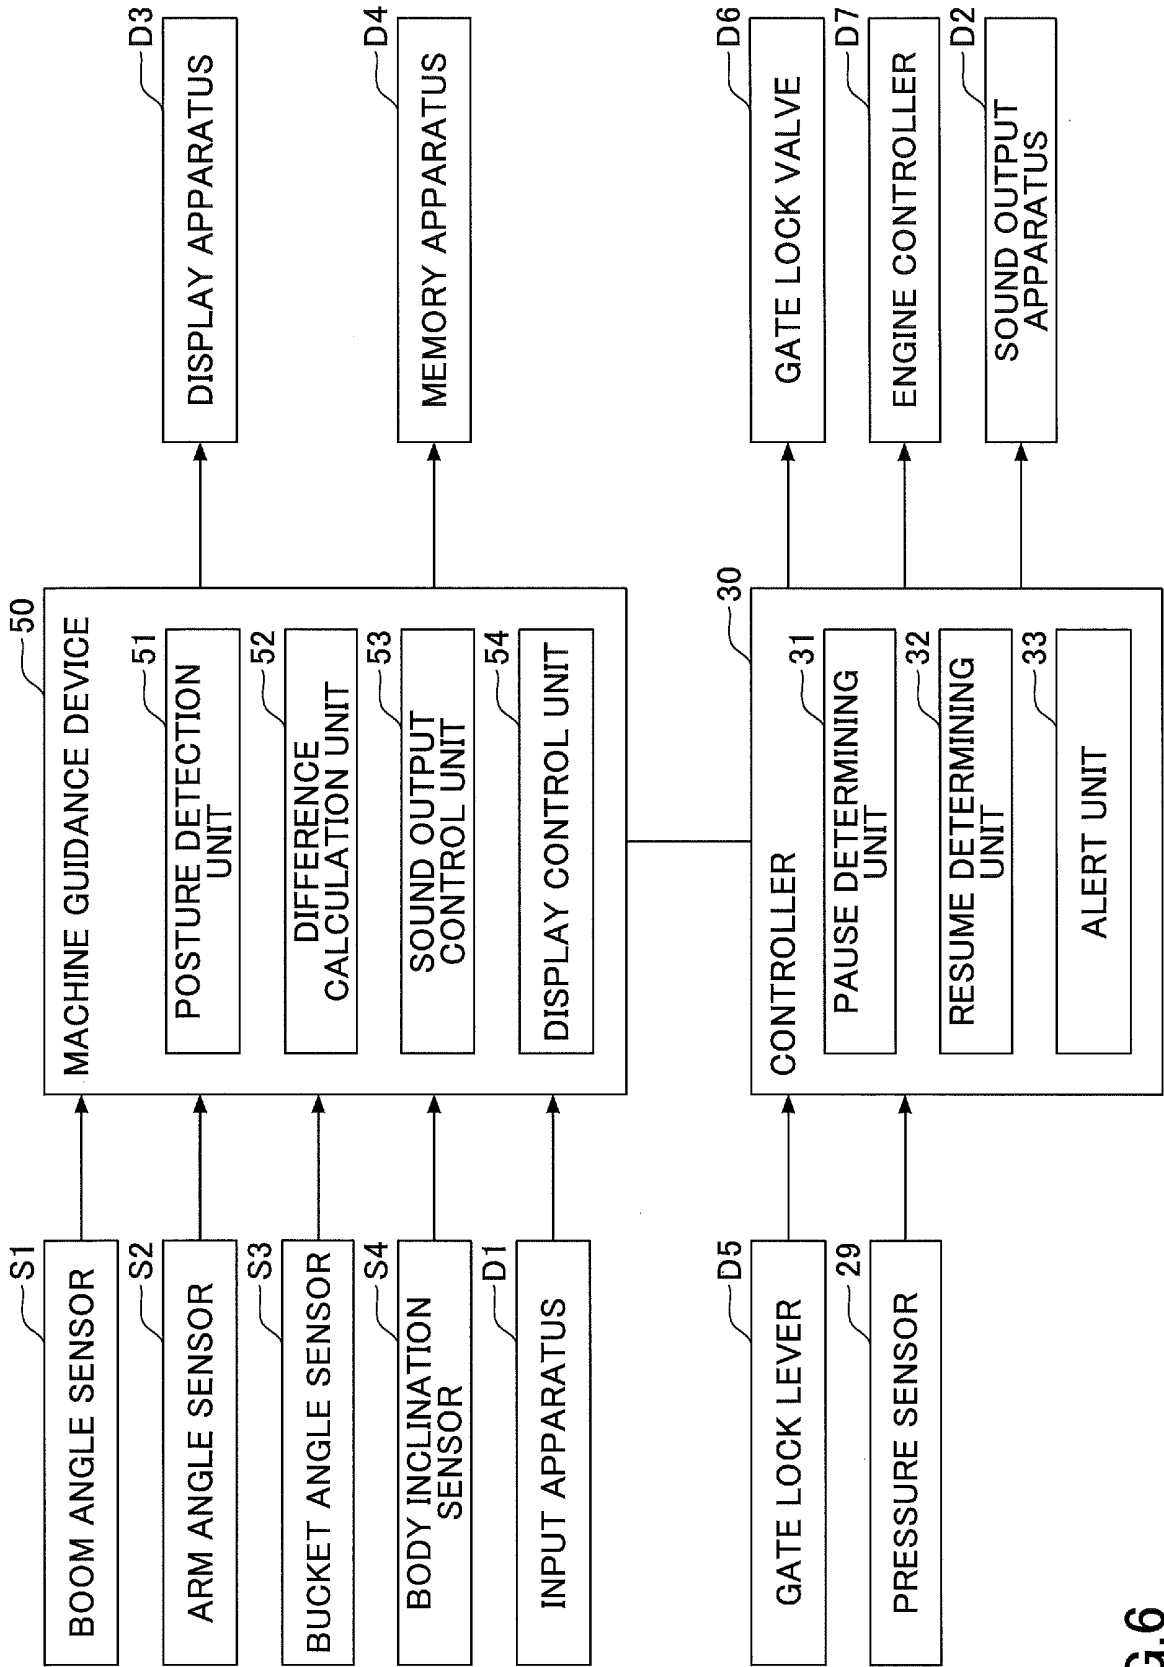 S1
BOOM ANGLE SENSOR
S2
ARM ANGLE SENSOR
S3
BUCKET ANGLE SENSOR
S4
BODY INCLINATION
SENSOR
D1
INPUT APPARATUS
50
MACHINE GUIDANCE DEVICE
51
POSTURE DETECTION
UNIT
52
DIFFERENCE
CALCULATION UNIT
53
SOUND OUTPUT
CONTROL UNIT
54
DISPLAY CONTROL UNIT
D3
DISPLAY APPARATUS
D4
MEMORY APPARATUS
D5
GATE LOCK LEVER
29
PRESSURE SENSOR
30
CONTROLLER
31
PAUSE DETERMINING
UNIT
32
RESUME DETERMINING
UNIT
33
ALERT UNIT
D6
GATE LOCK VALVE
D7
ENGINE CONTROLLER
D2
SOUND OUTPUT
APPARATUS
G.6